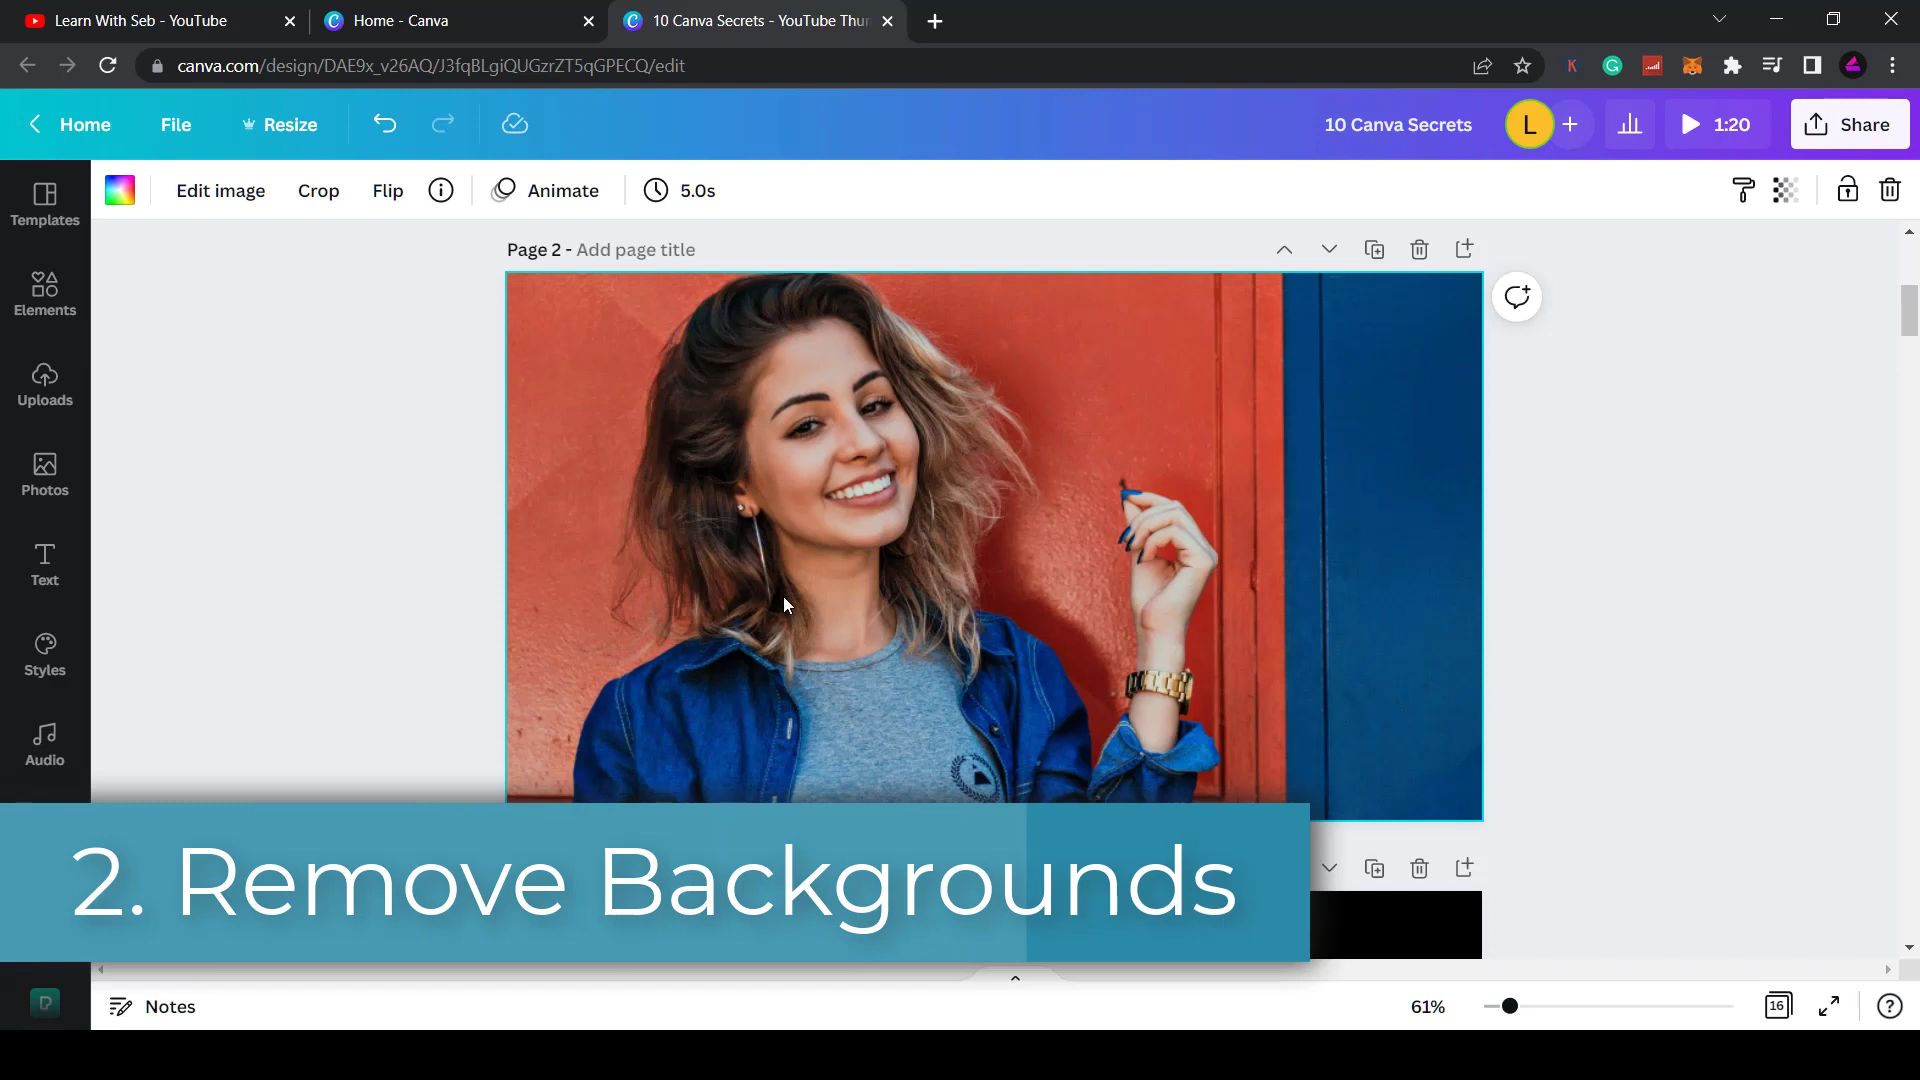 Learn With Seb - YouTube
Home - Canva
10 Canva Secrets - YouTube Thu
canva.com/design/DAE9x_v26AQ/J3fqBLgiQUGzrZT5qGPECQ/edit
K
G
Home
File
Resize
10 Canva Secrets
L
+
1:20
Share
Edit image
Crop
Flip
Animate
5.0s
Templates
Elements
Uploads
Photos
Text
Styles
Audio
Page 2 - Add page title
2. Remove Backgrounds
Notes
61%
16
?